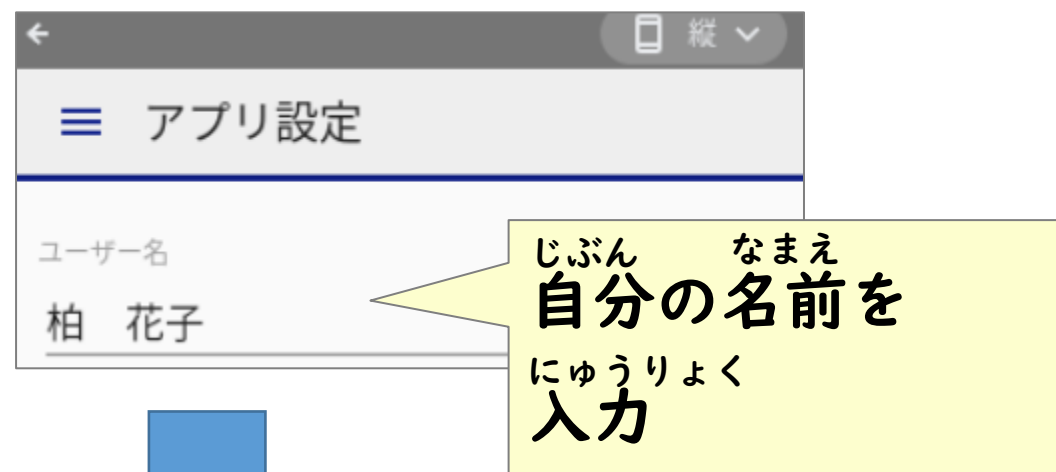 縦
アプリ設定
ユーザー名
柏　花子
じぶん　なまえ
自分の名前を
にゅうりょく
入力